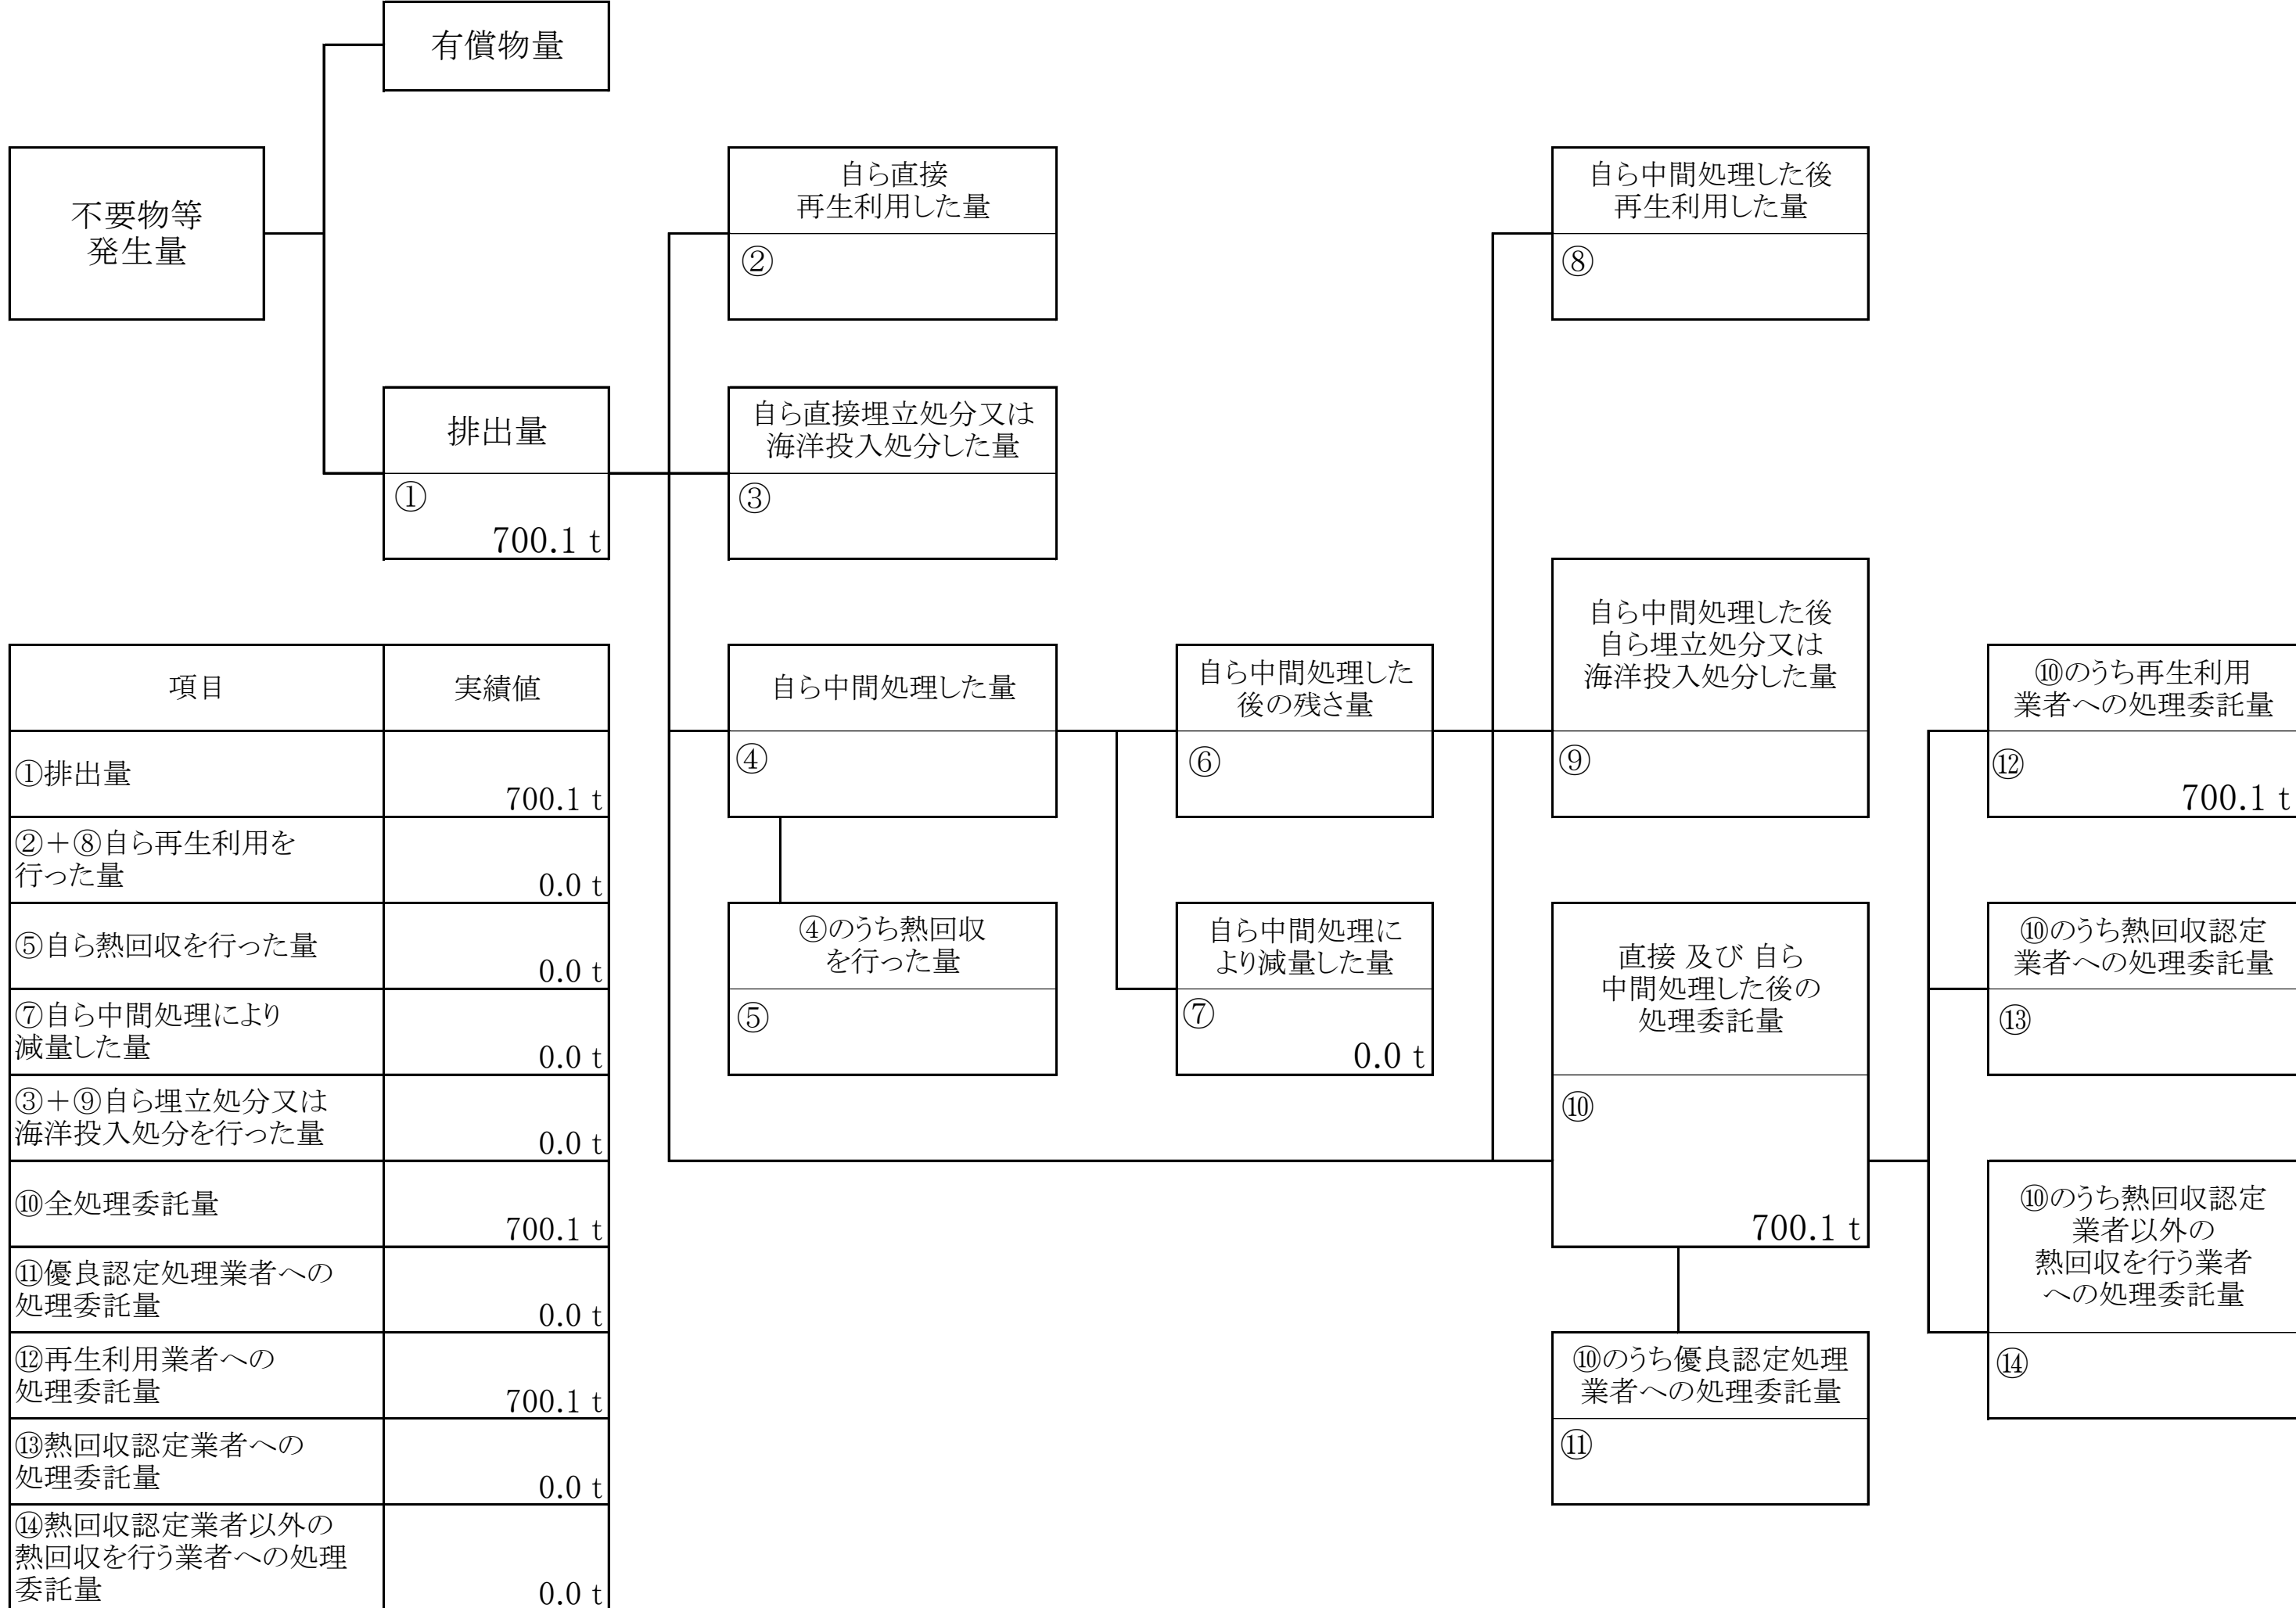 有償物量
不要物等
発生量
自ら直接
再生利用した量
②
自ら中間処理した後
再生利用した量
⑧
排出量
①
700.1 t
自ら直接埋立処分又は
海洋投入処分した量
③
自ら中間処理した量
④
自ら中間処理した
後の残さ量
⑥
自ら中間処理した後
自ら埋立処分又は
海洋投入処分した量
⑨
⑩のうち再生利用
業者への処理委託量
⑫
700.1 t
④のうち熱回収
を行った量
⑤
自ら中間処理に
より減量した量
⑦
0.0 t
直接 及び 自ら
中間処理した後の
処理委託量
⑩
700.1 t
⑩のうち熱回収認定
業者への処理委託量
⑬
⑩のうち熱回収認定
業者以外の
熱回収を行う業者
への処理委託量
⑭
⑩のうち優良認定処理
業者への処理委託量
⑪
項目
実績値
①排出量
700.1 t
②+⑧自ら再生利用を
行った量
0.0 t
⑤自ら熱回収を行った量
0.0 t
⑦自ら中間処理により
減量した量
0.0 t
③+⑨自ら埋立処分又は
海洋投入処分を行った量
0.0 t
⑩全処理委託量
700.1 t
⑪優良認定処理業者への
処理委託量
0.0 t
⑫再生利用業者への
処理委託量
700.1 t
⑬熱回収認定業者への
処理委託量
0.0 t
⑭熱回収認定業者以外の
熱回収を行う業者への処理
委託量
0.0 t